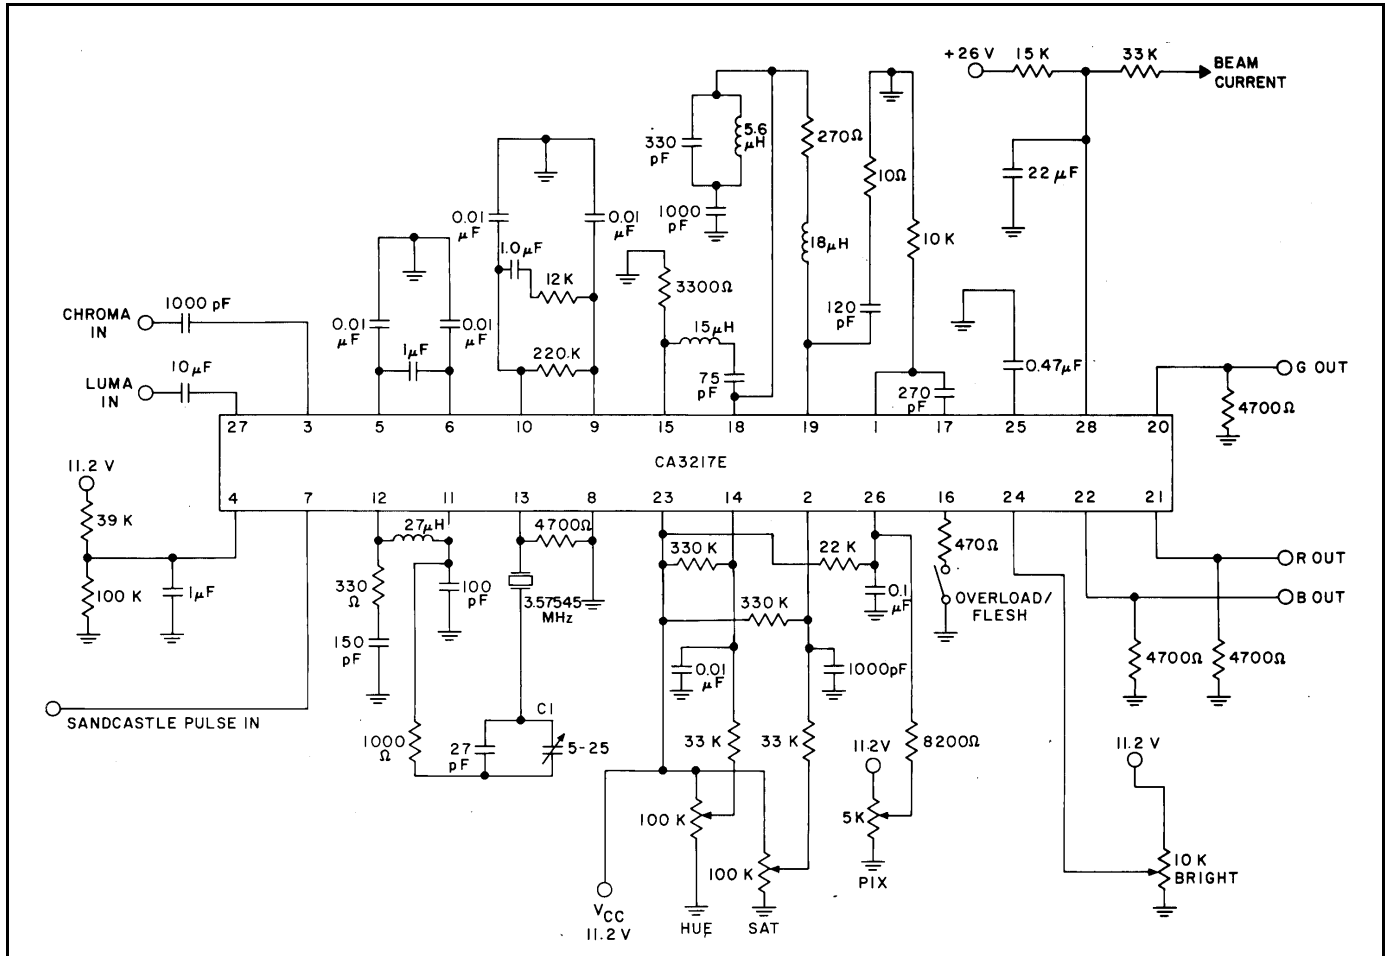 +26 V
15 K
33 K
BEAM
CURRENT
330
pF
5.6
µH
270Ω
10Ω
22 µF
0.01
µF
0.01
µF
1000
pF
18µH
10 K
1.0µF
12K
3300Ω
1000 pF
CHROMA
IN
0.01
µF
0.01
µF
1µF
220K
15µH
75
pF
120
pF
270
pF
0.47µF
10µF
LUMA
IN
G OUT
4700Ω
27 3 5 6 10 9 15 18 19 1 17 25 28 20
CA3217E
4 7 12 11 13 8 23 14 2 26 16 24 22 21
11.2 V
39 K
100 K
1µF
27µH
4700Ω
330
Ω
100
pF
3.57545
MHz
150
pF
330 K
22 K
330 K
0.1
µF
470Ω
OVERLOAD/
FLESH
R OUT
B OUT
4700Ω
4700Ω
0.01
µF
1000pF
SANDCASTLE PULSE IN
1000
Ω
27
pF
C1
5-25
33 K
33 K
11.2V
8200Ω
11.2 V
100 K
100 K
5K
PIX
10 K
BRIGHT
VCC
11.2 V
HUE
SAT